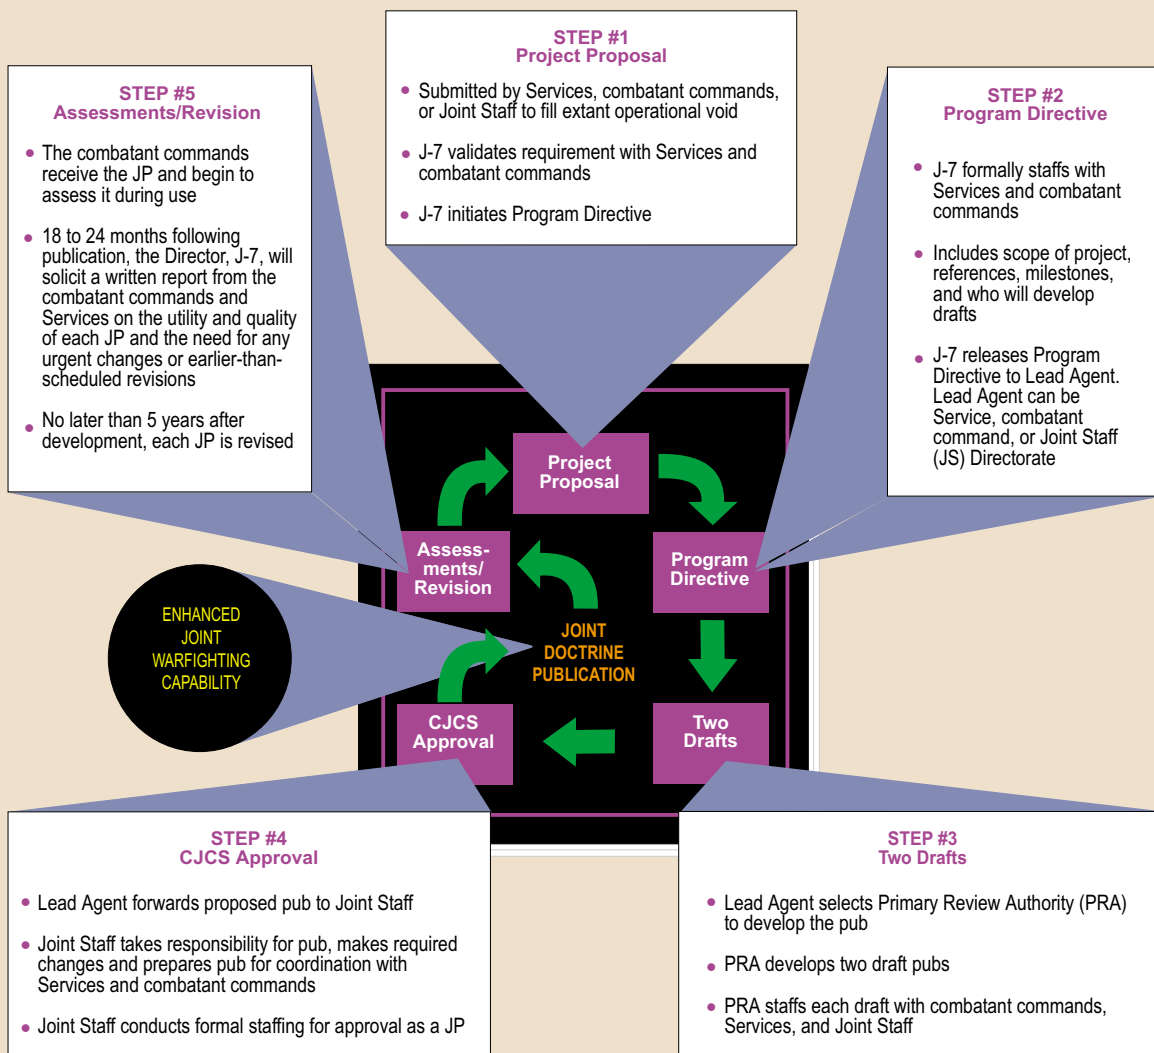 STEP #1
Project Proposal
• Submitted by Services, combatant commands,
or Joint Staff to fill extant operational void
• J-7 validates requirement with Services and
combatant commands
• J-7 initiates Program Directive
STEP #5
Assessments/Revision
• The combatant commands
receive the JP and begin to
assess it during use
• 18 to 24 months following
publication, the Director, J-7, will
solicit a written report from the
combatant commands and
Services on the utility and quality
of each JP and the need for any
urgent changes or earlier-than-
scheduled revisions
• No later than 5 years after
development, each JP is revised
STEP #2
Program Directive
• J-7 formally staffs with
Services and combatant
commands
• Includes scope of project,
references, milestones,
and who will develop
drafts
• J-7 releases Program
Directive to Lead Agent.
Lead Agent can be
Service, combatant
command, or Joint Staff
(JS) Directorate
Project
Proposal
Assess-
ments/
Revision
Program
Directive
ENHANCED
JOINT
WARFIGHTING
CAPABILITY
JOINT
DOCTRINE
PUBLICATION
CJCS
Approval
Two
Drafts
STEP #4
CJCS Approval
• Lead Agent forwards proposed pub to Joint Staff
• Joint Staff takes responsibility for pub, makes required
changes and prepares pub for coordination with
Services and combatant commands
• Joint Staff conducts formal staffing for approval as a JP
STEP #3
Two Drafts
• Lead Agent selects Primary Review Authority (PRA)
to develop the pub
• PRA develops two draft pubs
• PRA staffs each draft with combatant commands,
Services, and Joint Staff